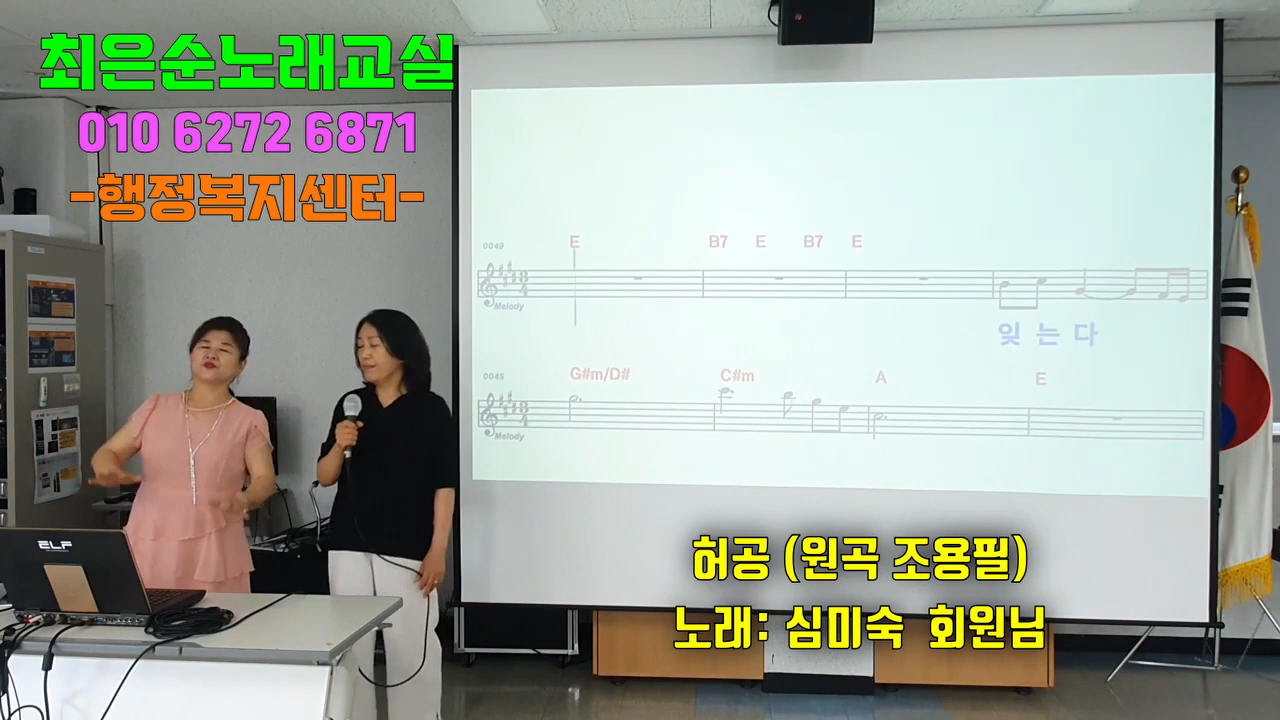 최은순노래교실
010 6272 6871
-행정복지센터-
0049
E B7 E B7 E
Melody
잊 는 다
0045
G#m/D# C#m A E
Melody
ELF
허공 (원곡 조용필)
노래: 심미숙 회원님